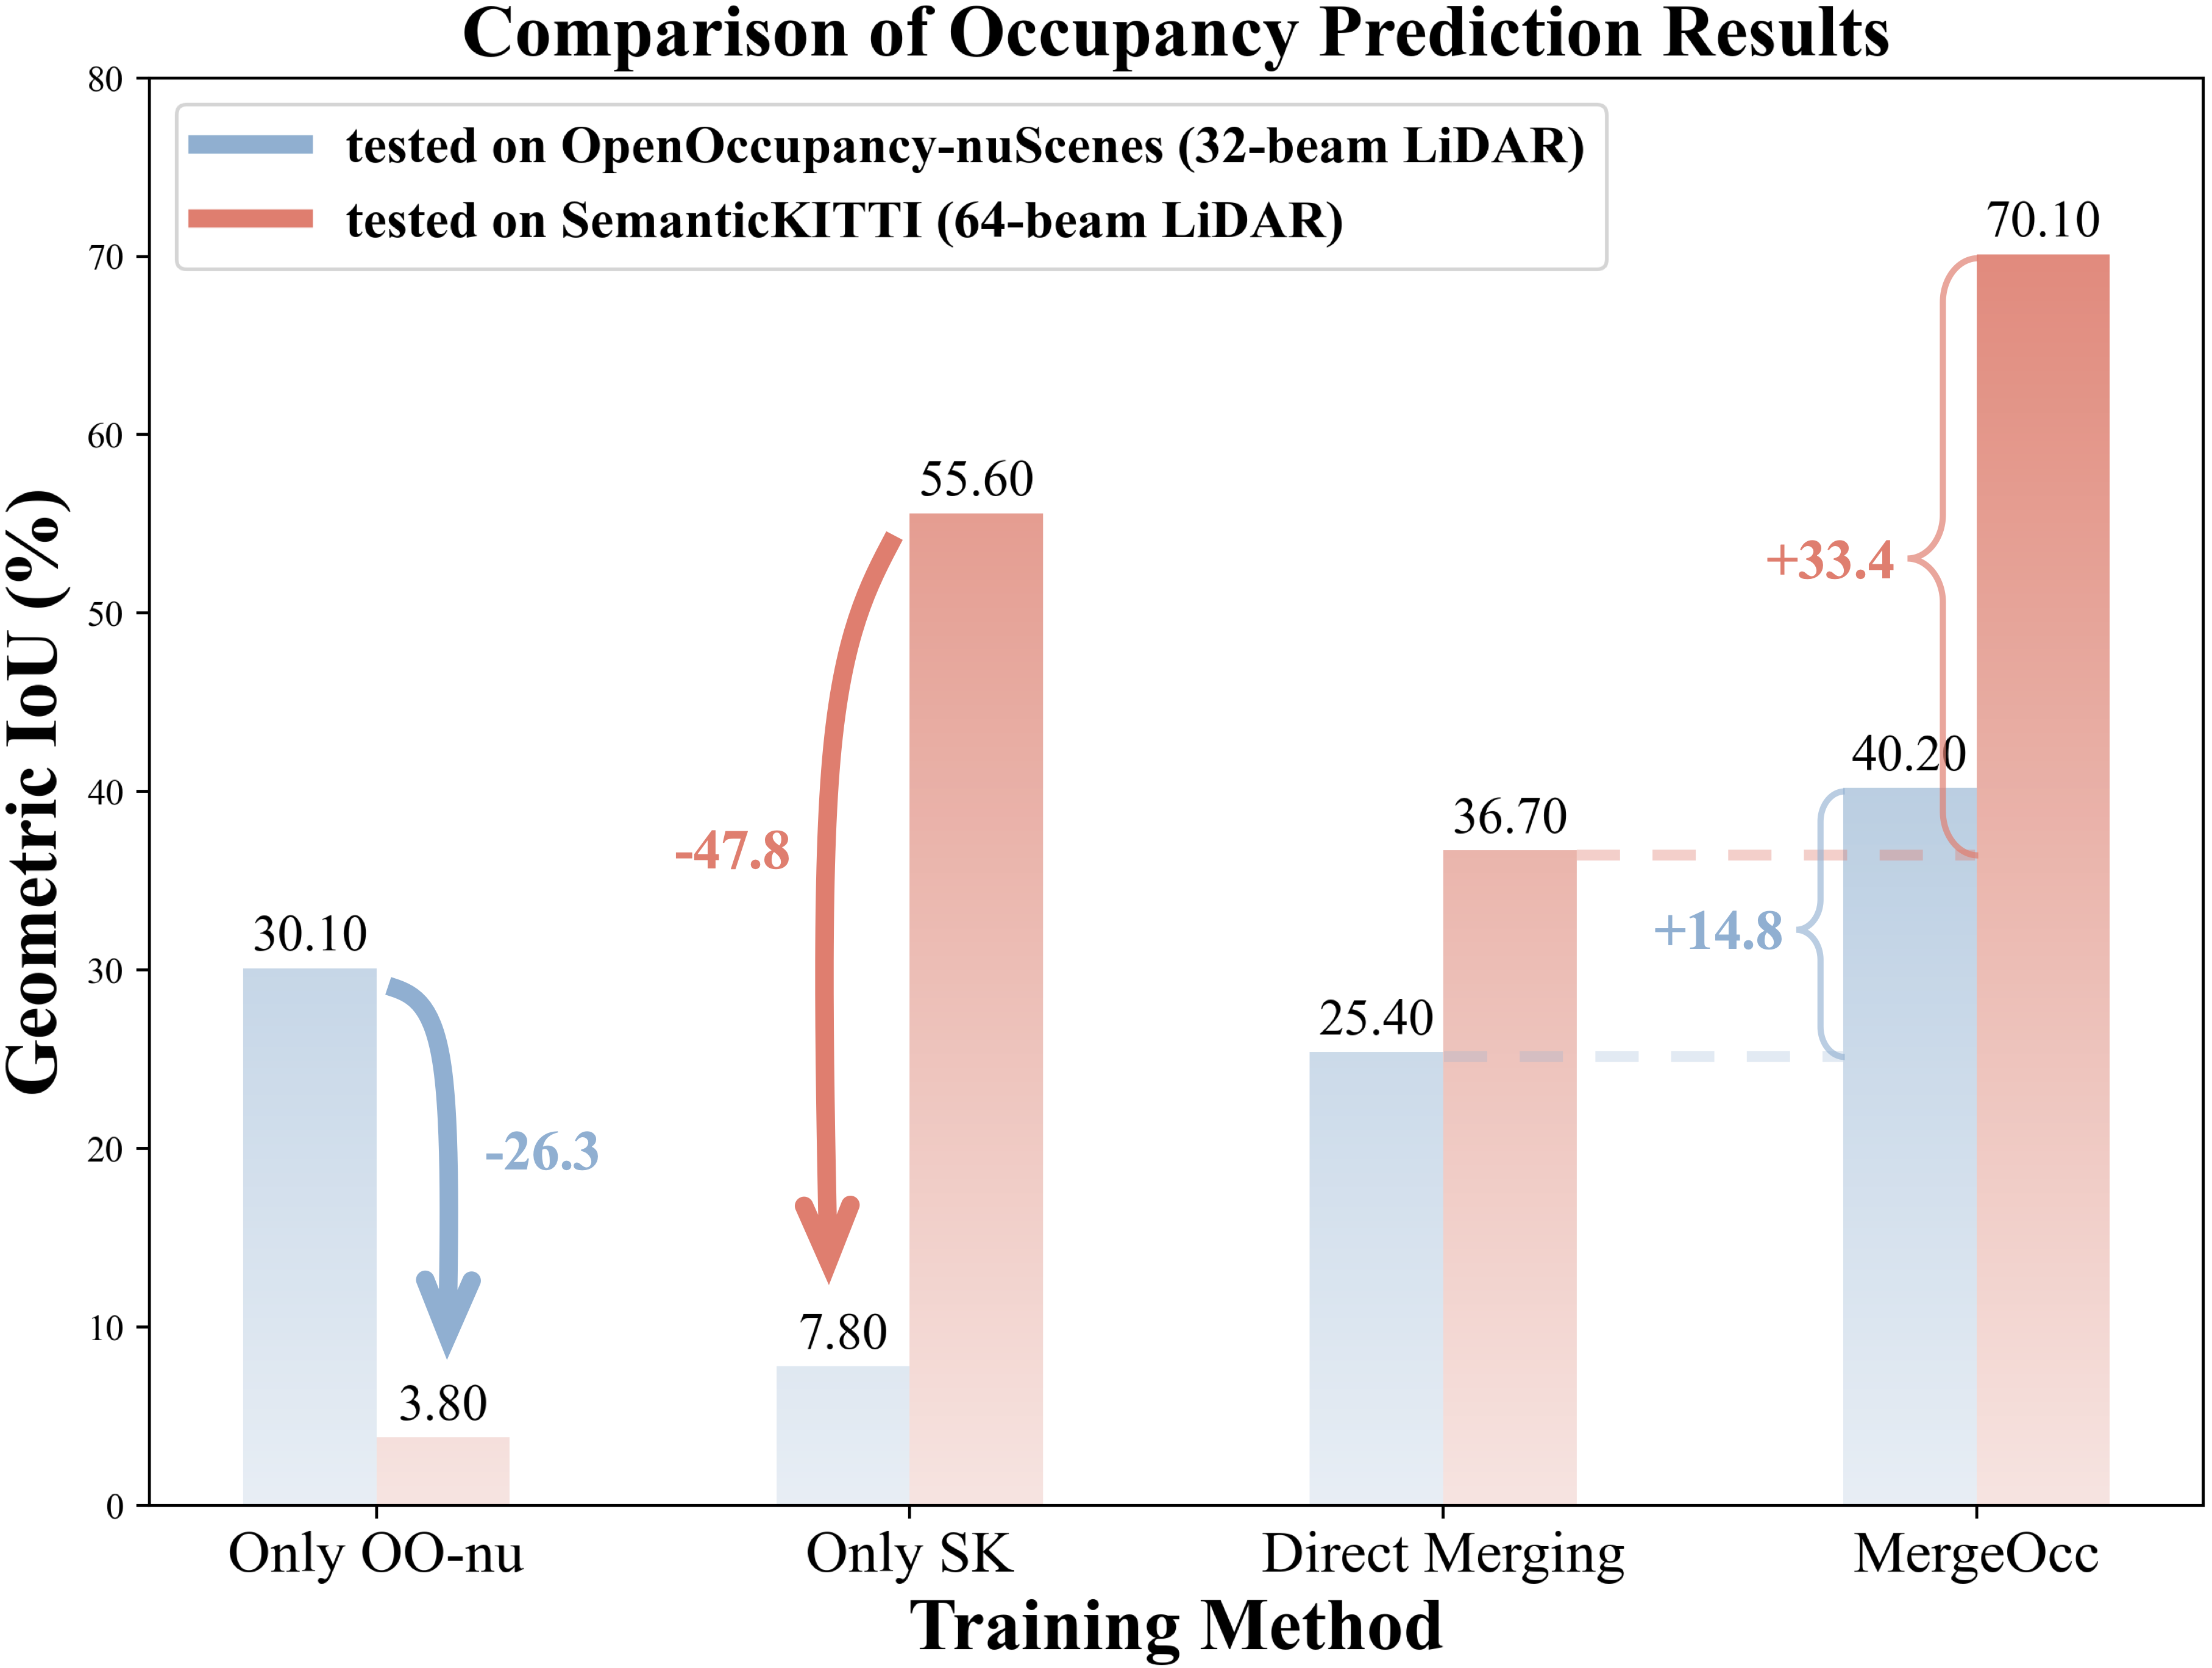 Comparison of Occupancy Prediction Results
tested on OpenOccupancy-nuScenes (32-beam LiDAR)
tested on SemanticKITTI (64-beam LiDAR)
Geometric IoU (%)
80
70
60
50
40
30
20
10
0
30.10
-26.3
3.80
55.60
-47.8
7.80
25.40
36.70
70.10
+33.4
40.20
+14.8
Only OO-nu
Only SK
Direct Merging
MergeOcc
Training Method